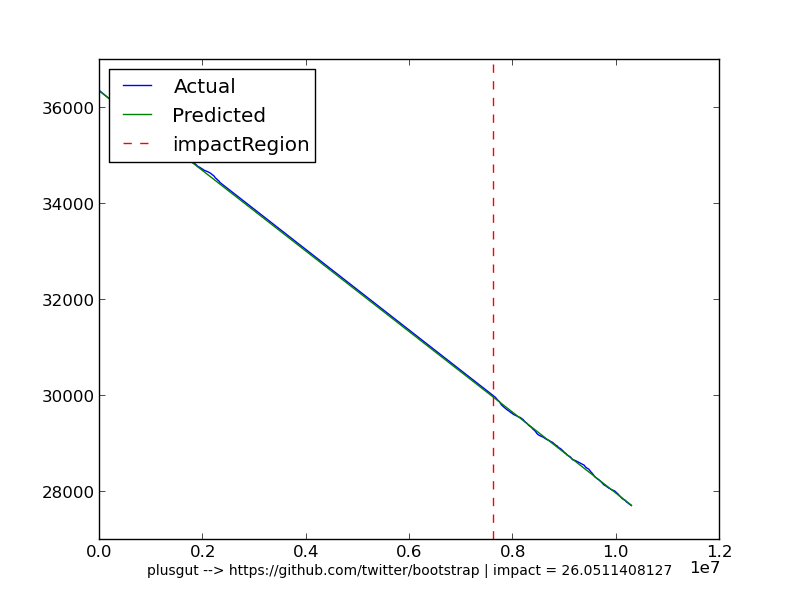 Actual
Predicted
impactRegion
36000
34000
32000
30000
28000
0.0 0.2 0.4 0.6 0.8 1.0 1.2
1e7
plusgut --> https://github.com/twitter/bootstrap | impact = 26.0511408127